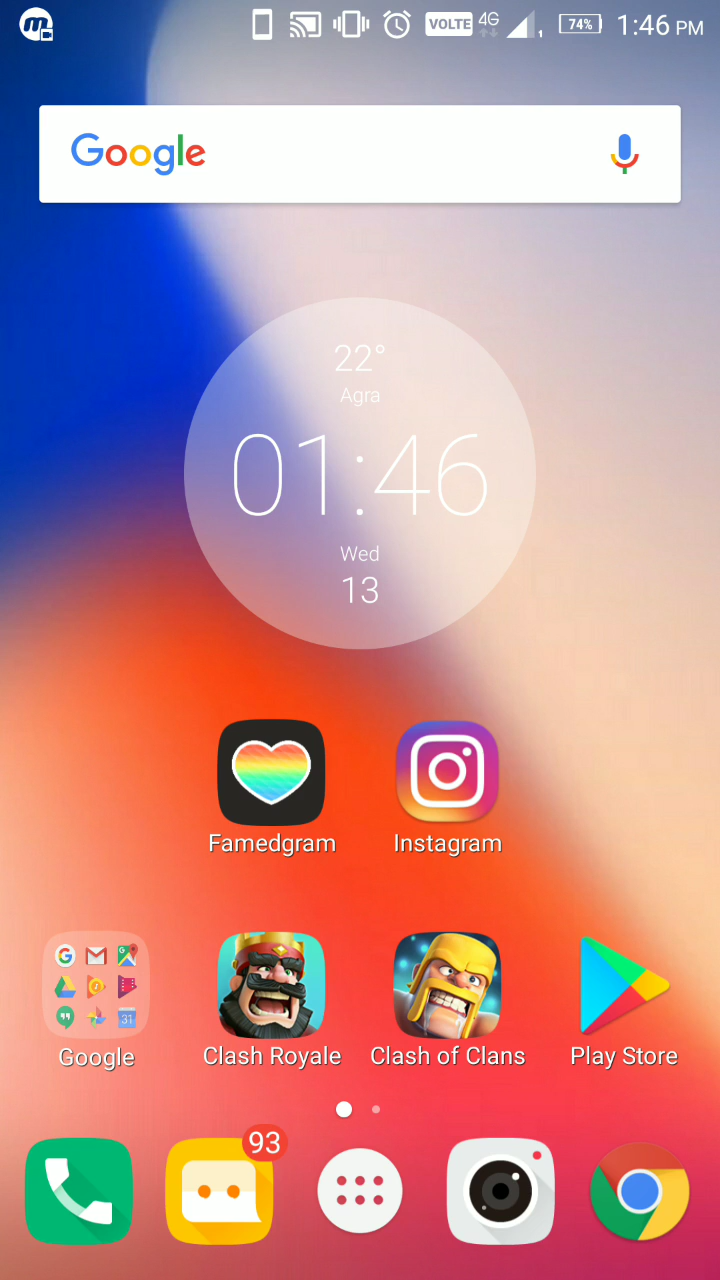 m VOLTE 4G 74% 1:46 PM
Google
22°
Agra
01:46
Wed
13
Famedgram Instagram
31
Google Clash Royale Clash of Clans Play Store
93